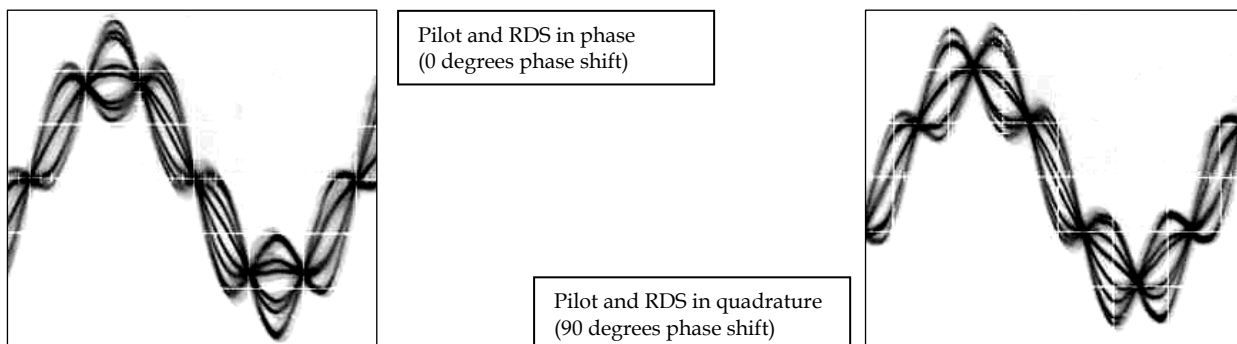 Pilot and RDS in phase
(0 degrees phase shift)
Pilot and RDS in quadrature
(90 degrees phase shift)